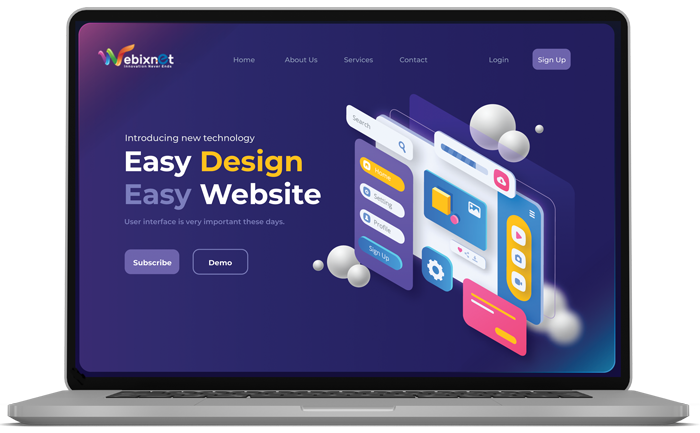 Webixnet
Innovation Never Ends
Home
About Us
Services
Contact
Login
Sign Up
Introducing new technology
Easy Design
Easy Website
User interface is very important these days.
Subscribe
Demo
Search
Home
Setting
Profile
Sign Up